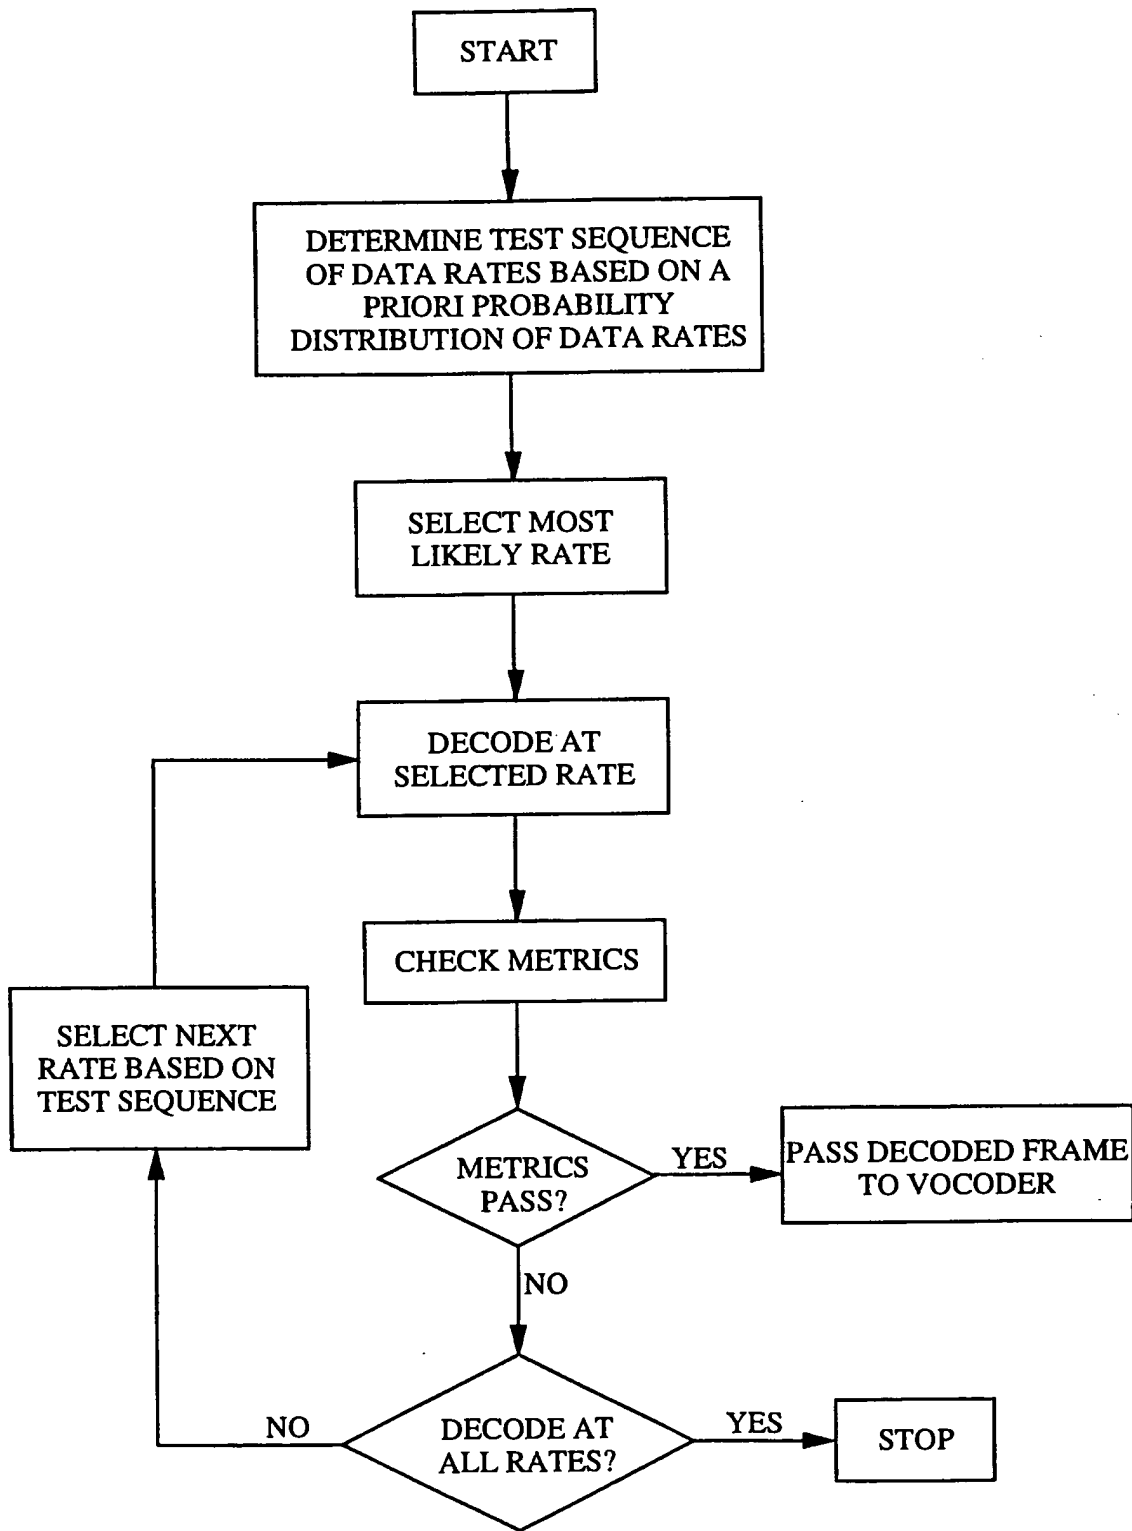 START
DETERMINE TEST SEQUENCE
OF DATA RATES BASED ON A
PRIORI PROBABILITY
DISTRIBUTION OF DATA RATES
SELECT MOST
LIKELY RATE
DECODE AT
SELECTED RATE
CHECK METRICS
SELECT NEXT
RATE BASED ON
TEST SEQUENCE
METRICS
PASS?
YES
PASS DECODED FRAME
TO VOCODER
NO
DECODE AT
ALL RATES?
NO
YES
STOP